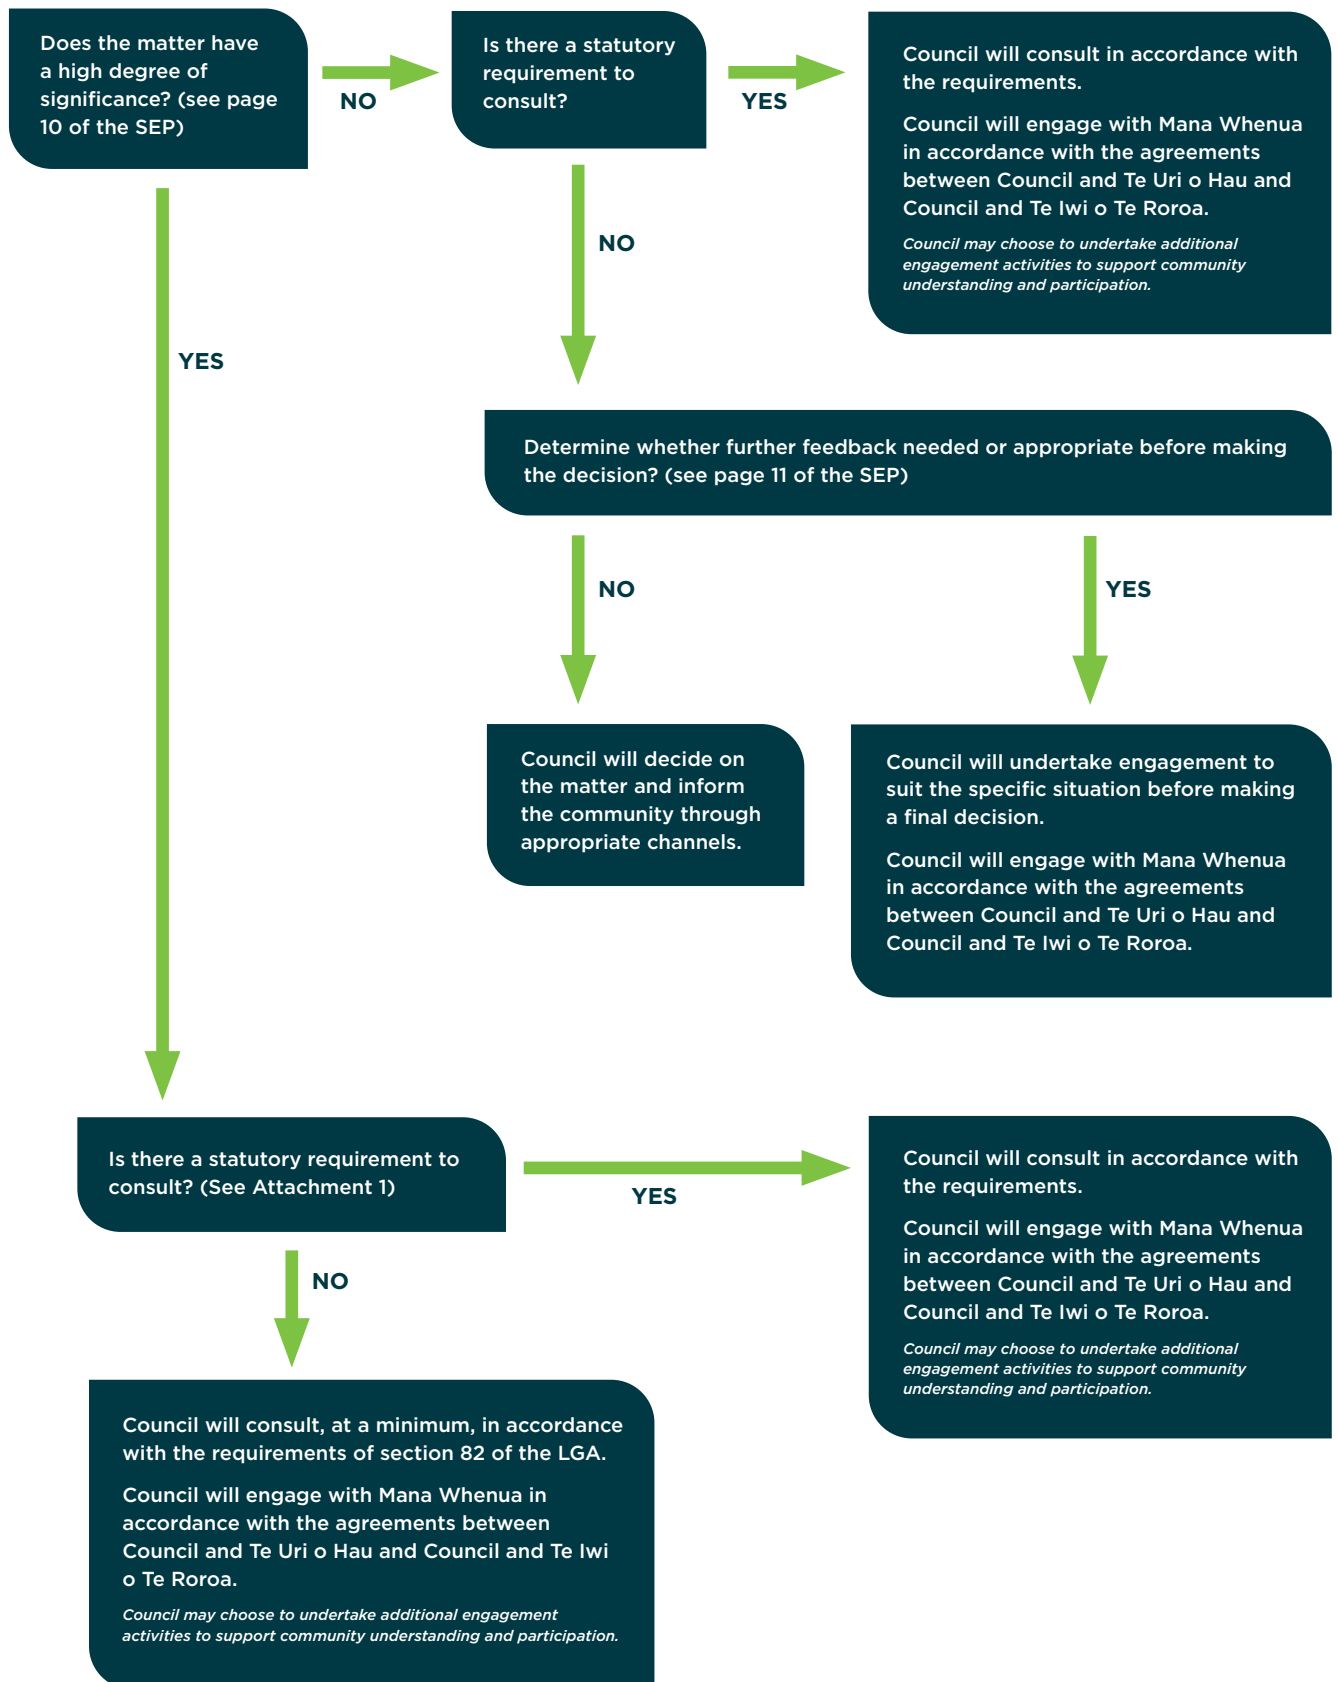 Does the matter have
a high degree of
significance? (see page
10 of the SEP)
NO
Is there a statutory
requirement to
consult?
YES
Council will consult in accordance with
the requirements.
Council will engage with Mana Whenua
in accordance with the agreements
between Council and Te Uri o Hau and
Council and Te Iwi o Te Roroa.
Council may choose to undertake additional
engagement activities to support community
understanding and participation.
NO
YES
Determine whether further feedback needed or appropriate before making
the decision? (see page 11 of the SEP)
NO
YES
Council will decide on
the matter and inform
the community through
appropriate channels.
Council will undertake engagement to
suit the specific situation before making
a final decision.
Council will engage with Mana Whenua
in accordance with the agreements
between Council and Te Uri o Hau and
Council and Te Iwi o Te Roroa.
Is there a statutory requirement to
consult? (See Attachment 1)
YES
Council will consult in accordance with
the requirements.
Council will engage with Mana Whenua
in accordance with the agreements
between Council and Te Uri o Hau and
Council and Te Iwi o Te Roroa.
Council may choose to undertake additional
engagement activities to support community
understanding and participation.
NO
Council will consult, at a minimum, in accordance
with the requirements of section 82 of the LGA.
Council will engage with Mana Whenua in
accordance with the agreements between
Council and Te Uri o Hau and Council and Te Iwi
o Te Roroa.
Council may choose to undertake additional engagement
activities to support community understanding and participation.